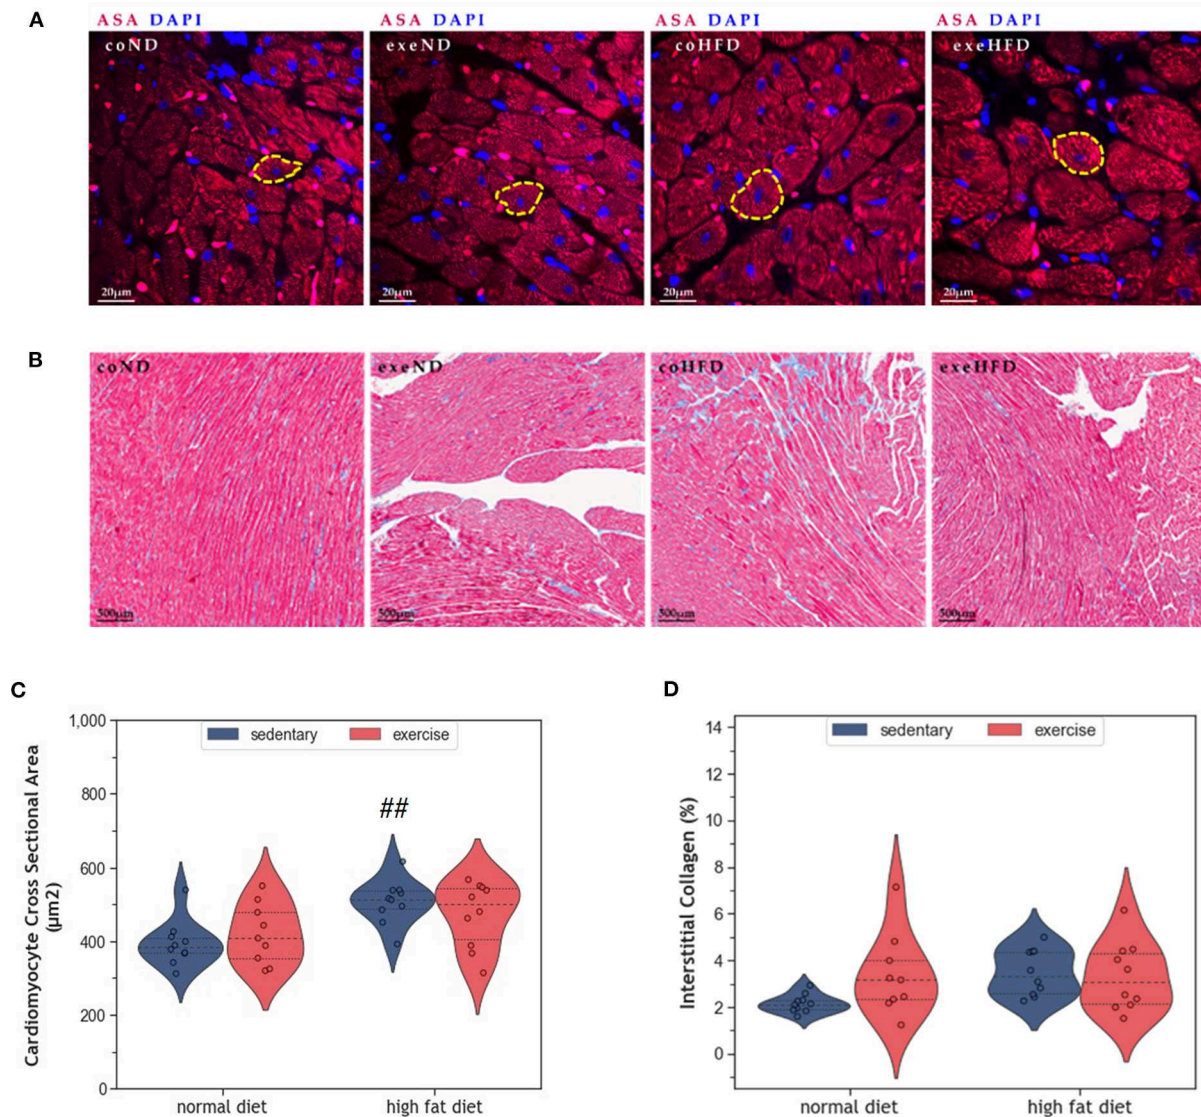 A
ASA DAPI
ASA DAPI
ASA DAPI
ASA DAPI
coND
exeND
coHFD
exeHFD
20μm
20μm
20μm
20μm
B
coND
exeND
coHFD
exeHFD
500μm
500μm
500μm
500μm
C
Cardiomyocyte Cross Sectional Area
(μm2)
1,000
800
600
400
200
0
sedentary exercise
##
normal diet high fat diet
D
Interstitial Collagen (%)
14
12
10
8
6
4
2
0
sedentary exercise
normal diet high fat diet